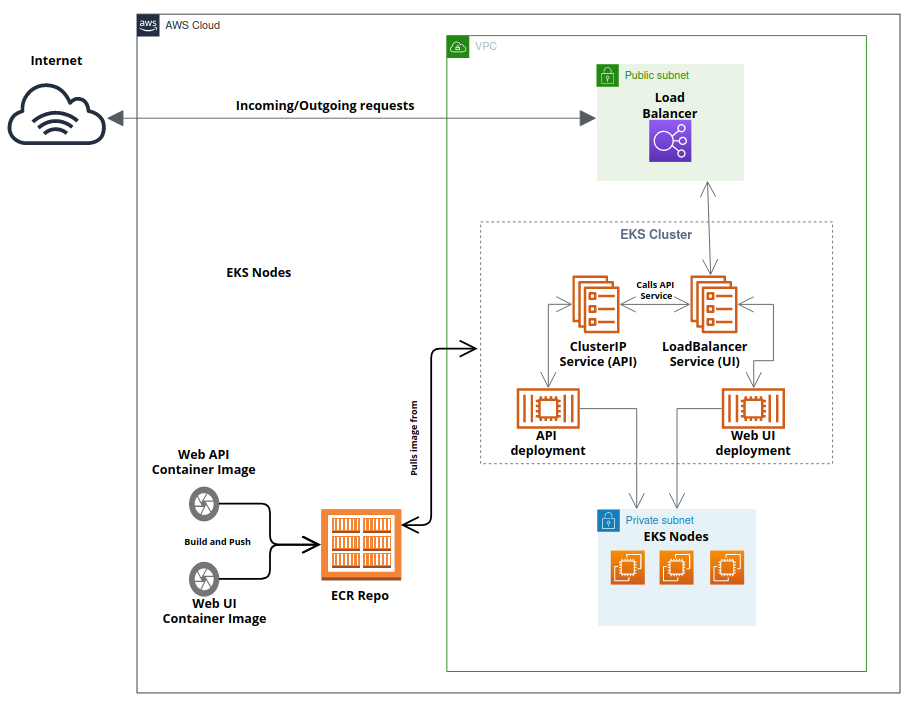 aws
AWS Cloud
VPC
Internet
Public subnet
Load
Balancer
Incoming/Outgoing requests
EKS Cluster
EKS Nodes
Calls API
Service
ClusterIP
Service (API)
LoadBalancer
Service (UI)
Pulls image from
API
deployment
Web UI
deployment
Web API
Container Image
Build and Push
Web UI
Container Image
ECR Repo
Private subnet
EKS Nodes